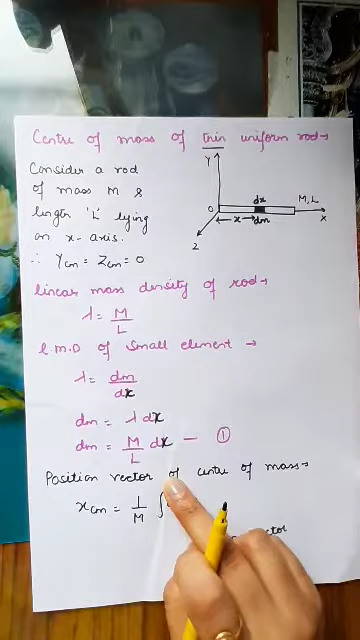 Centre of mass of thin uniform rod→
Consider a rod
of mass M &
length 'L' lying
on x-axis.
∴ Ycm = Zcm = 0
Y
dx
M, L
O
x
dm
X
Z
linear mass density of rod→
λ = M/L
L.M.D of small element →
λ = dm/dx
dm = λ dx
dm = M/L dx — ①
Position vector of centre of mass→
xcm = 1/M ∫